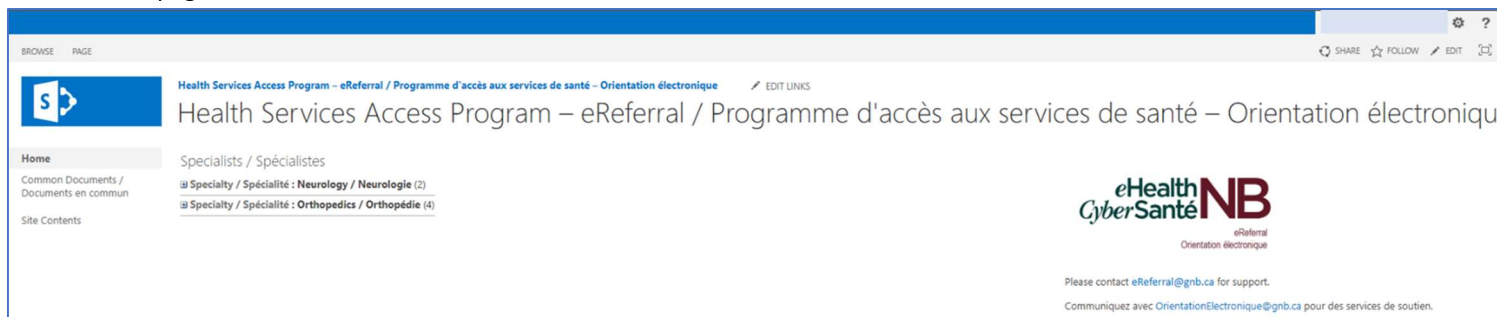 BROWSE PAGE
SHARE FOLLOW EDIT
?
S
Health Services Access Program – eReferral / Programme d'accès aux services de santé – Orientation électronique EDIT LINKS
Health Services Access Program – eReferral / Programme d'accès aux services de santé – Orientation électroniqu
Home
Common Documents /
Documents en commun
Site Contents
Specialists / Spécialistes
Specialty / Spécialité : Neurology / Neurologie (2)
Specialty / Spécialité : Orthopedics / Orthopédie (4)
eHealth NB
CyberSanté
eReferral
Orientation électronique
Please contact eReferral@gnb.ca for support.
Communiquez avec OrientationElectronique@gnb.ca pour des services de soutien.